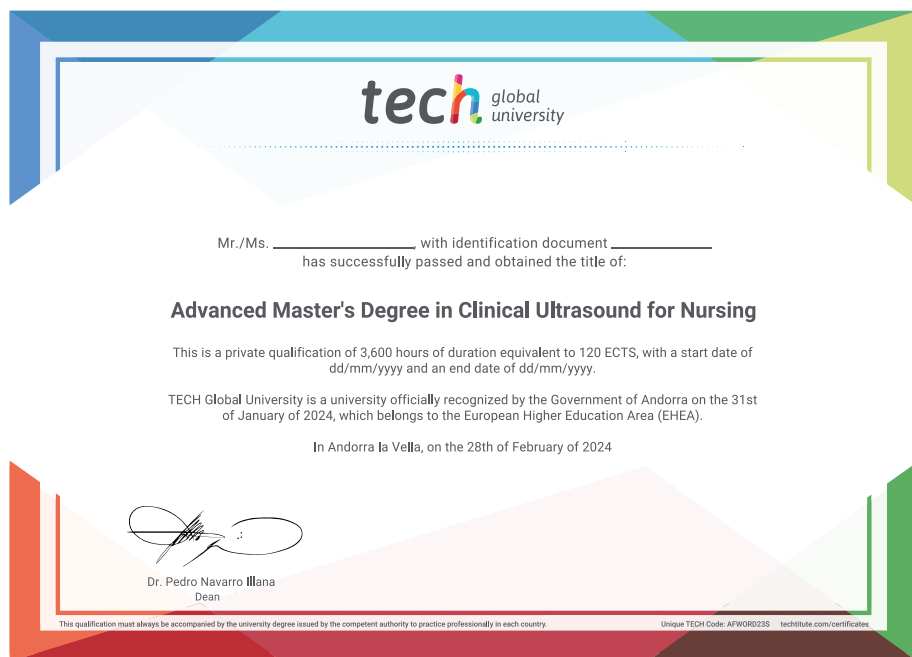 tech global
university
Mr./Ms. ____________, with identification document ____________
has successfully passed and obtained the title of:
Advanced Master's Degree in Clinical Ultrasound for Nursing
This is a private qualification of 3,600 hours of duration equivalent to 120 ECTS, with a start date of
dd/mm/yyyy and an end date of dd/mm/yyyy.
TECH Global University is a university officially recognized by the Government of Andorra on the 31st
of January of 2024, which belongs to the European Higher Education Area (EHEA).
In Andorra la Vella, on the 28th of February of 2024
Dr. Pedro Navarro Illana
Dean
This qualification must always be accompanied by the university degree issued by the competent authority to practice professionally in each country.
Unique TECH Code: AFWORD23S techtitute.com/certificates